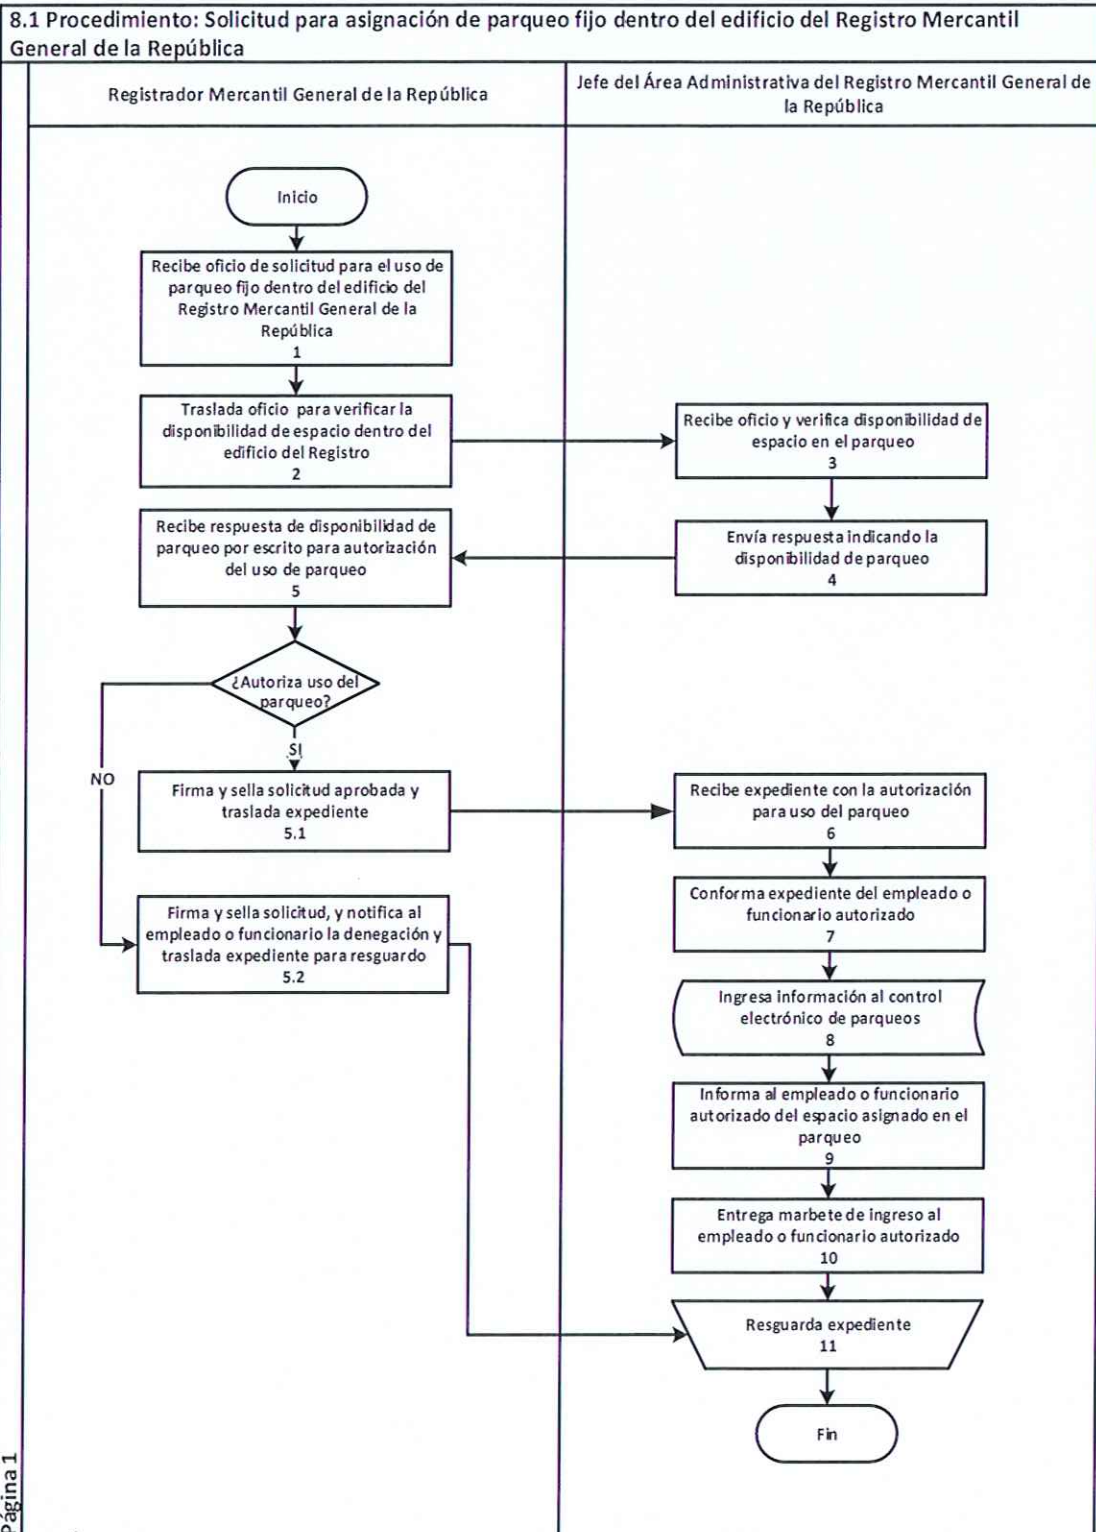 8.1 Procedimiento: Solicitud para asignación de parqueo fijo dentro del edificio del Registro Mercantil
General de la República
Registrador Mercantil General de la República
Jefe del Área Administrativa del Registro Mercantil General de
la República
Inicio
Recibe oficio de solicitud para el uso de
parqueo fijo dentro del edificio del
Registro Mercantil General de la
República
1
Traslada oficio para verificar la
disponibilidad de espacio dentro del
edificio del Registro
2
Recibe oficio y verifica disponibilidad de
espacio en el parqueo
3
Envía respuesta indicando la
disponibilidad de parqueo
4
Recibe respuesta de disponibilidad de
parqueo por escrito para autorización
del uso de parqueo
5
¿Autoriza uso del
parqueo?
SI
NO
Firma y sella solicitud aprobada y
traslada expediente
5.1
Firma y sella solicitud, y notifica al
empleado o funcionario la denegación y
traslada expediente para resguardo
5.2
Recibe expediente con la autorización
para uso del parqueo
6
Conforma expediente del empleado o
funcionario autorizado
7
Ingresa información al control
electrónico de parqueos
8
Informa al empleado o funcionario
autorizado del espacio asignado en el
parqueo
9
Entrega marbete de ingreso al
empleado o funcionario autorizado
10
Resguarda expediente
11
Fin
Página 1